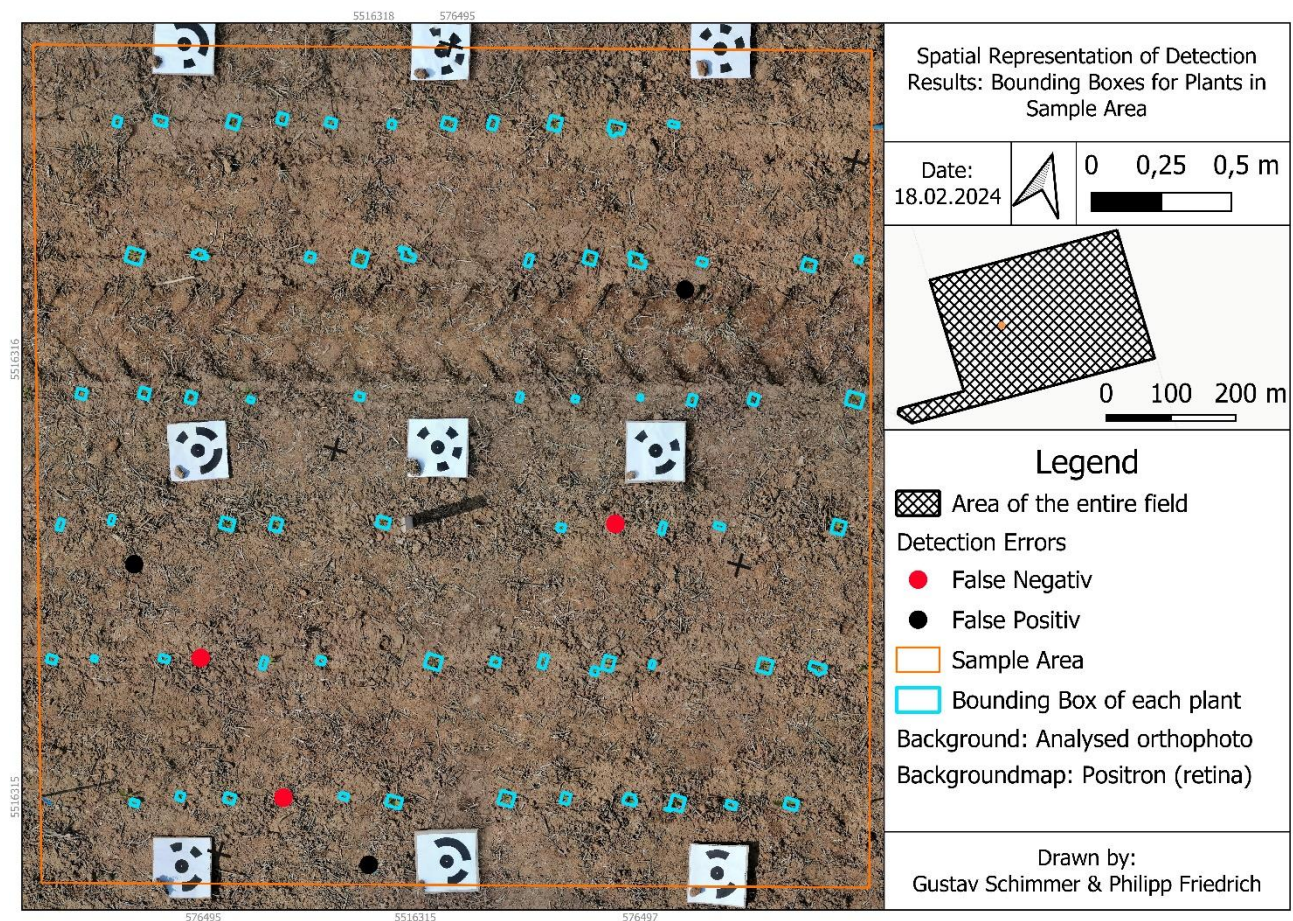 5516318 576495
Spatial Representation of Detection
Results: Bounding Boxes for Plants in
Sample Area
Date:
18.02.2024
0 0,25 0,5 m
5516316
0 100 200 m
Legend
Area of the entire field
Detection Errors
False Negativ
False Positiv
Sample Area
Bounding Box of each plant
Background: Analysed orthophoto
Backgroundmap: Positron (retina)
5516315
Drawn by:
Gustav Schimmer & Philipp Friedrich
576495 5516315 576497